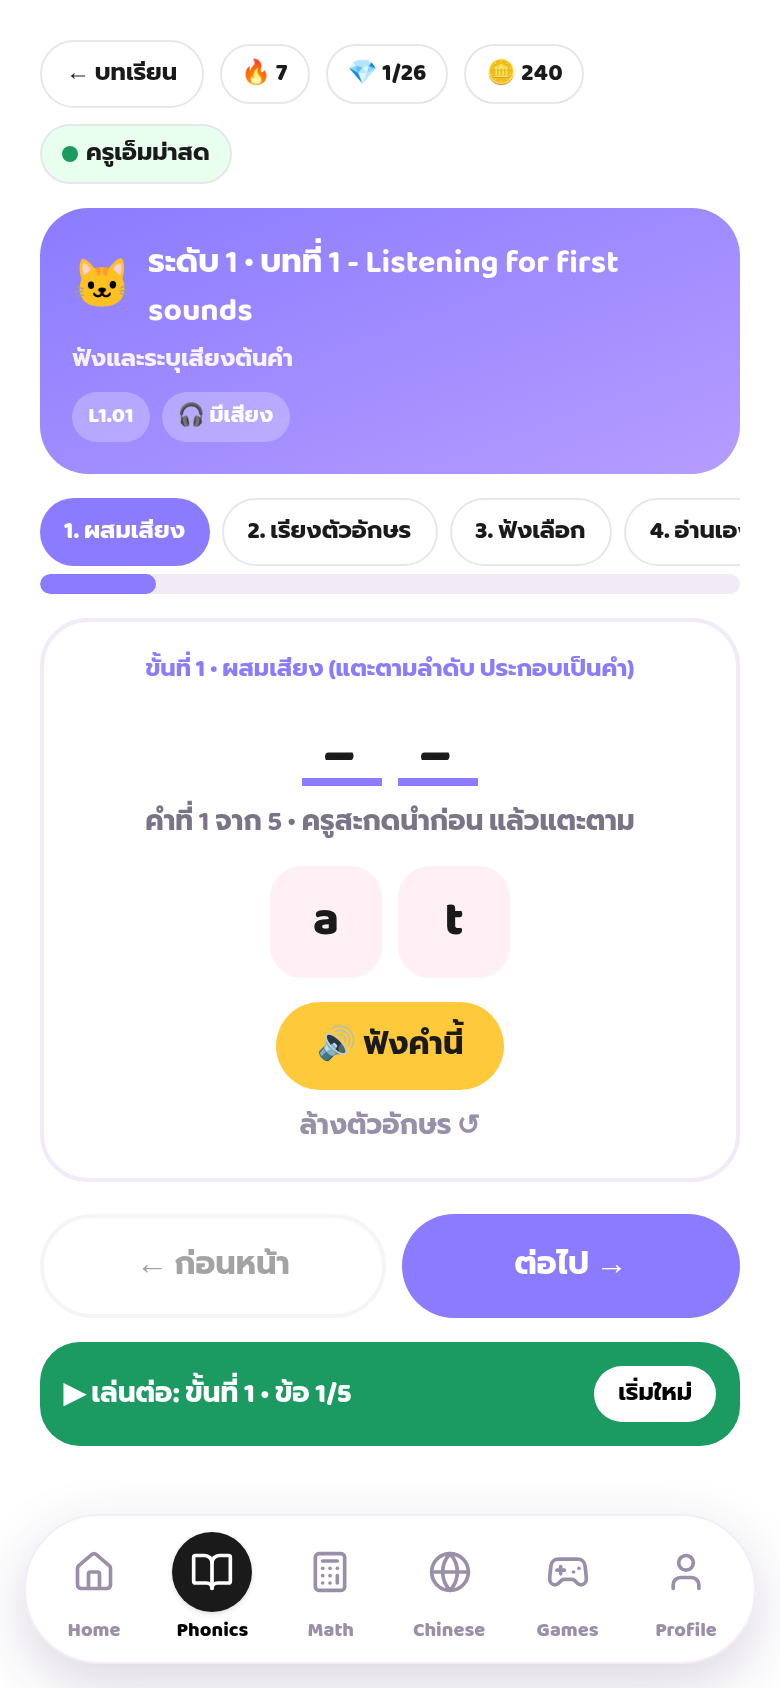 ← บทเรียน 🔥 7 💎 1/26 🪙 240
ครูเอ็มม่าสด
ระดับ 1 • บทที่ 1 - Listening for first
sounds
ฟังและระบุเสียงต้นคำ
L1.01 🎧 มีเสียง
1. ผสมเสียง 2. เรียงตัวอักษร 3. ฟังเลือก 4. อ่านเอง
ขั้นที่ 1 • ผสมเสียง (แตะตามลำดับ ประกอบเป็นคำ)
– –
คำที่ 1 จาก 5 • ครูสะกดนำก่อน แล้วแตะตาม
a t
🔊 ฟังคำนี้
ล้างตัวอักษร ↺
← ก่อนหน้า ต่อไป →
▶ เล่นต่อ: ขั้นที่ 1 • ข้อ 1/5 เริ่มใหม่
Home Phonics Math Chinese Games Profile